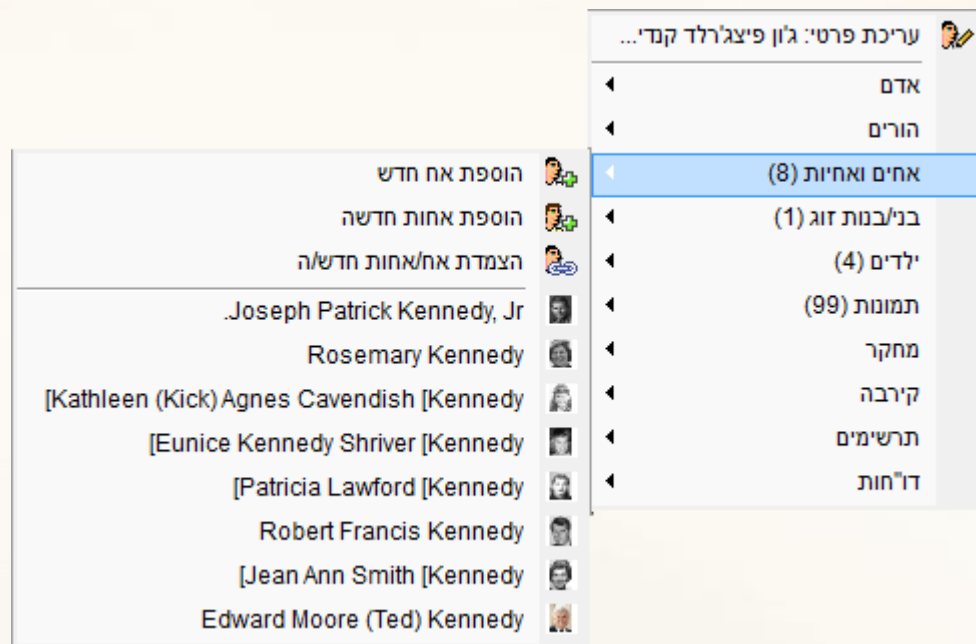 עריכת פרטי: ג'ון פיצג'רלד קנדי...
אדם
הורים
אחים ואחיות (8)
בני/בנות זוג (1)
ילדים (4)
תמונות (99)
מחקר
קירבה
תרשימים
דו"חות
הוספת אח חדש
הוספת אחות חדשה
הצמדת אח/אחות חדש/ה
.Joseph Patrick Kennedy, Jr
Rosemary Kennedy
[Kathleen (Kick) Agnes Cavendish [Kennedy
[Eunice Kennedy Shriver [Kennedy
[Patricia Lawford [Kennedy
Robert Francis Kennedy
[Jean Ann Smith [Kennedy
Edward Moore (Ted) Kennedy